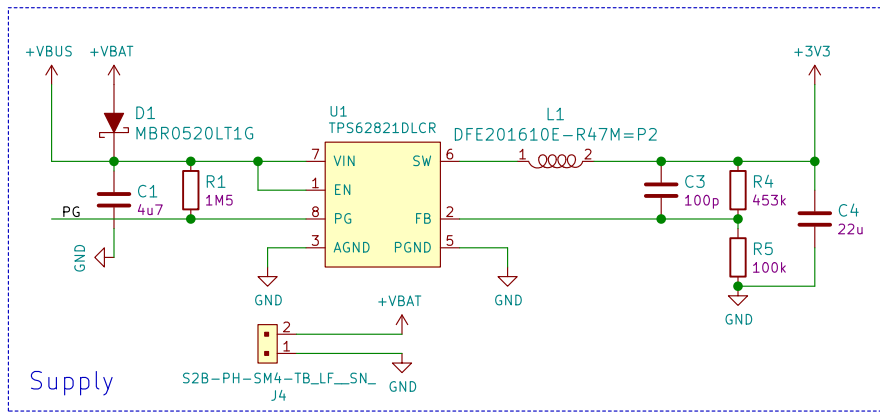 +VBUS
+VBAT
+3V3
D1
MBR0520LT1G
U1
TPS62821DLCR
L1
DFE201610E-R47M=P2
7
VIN
SW
6
1
2
1
EN
8
PG
FB
2
3
AGND
PGND
5
R1
1M5
C1
4u7
PG
GND
C3
100p
R4
453k
C4
22u
R5
100k
GND
GND
GND
+VBAT
2
1
GND
S2B-PH-SM4-TB_LF__SN_
J4
Supply